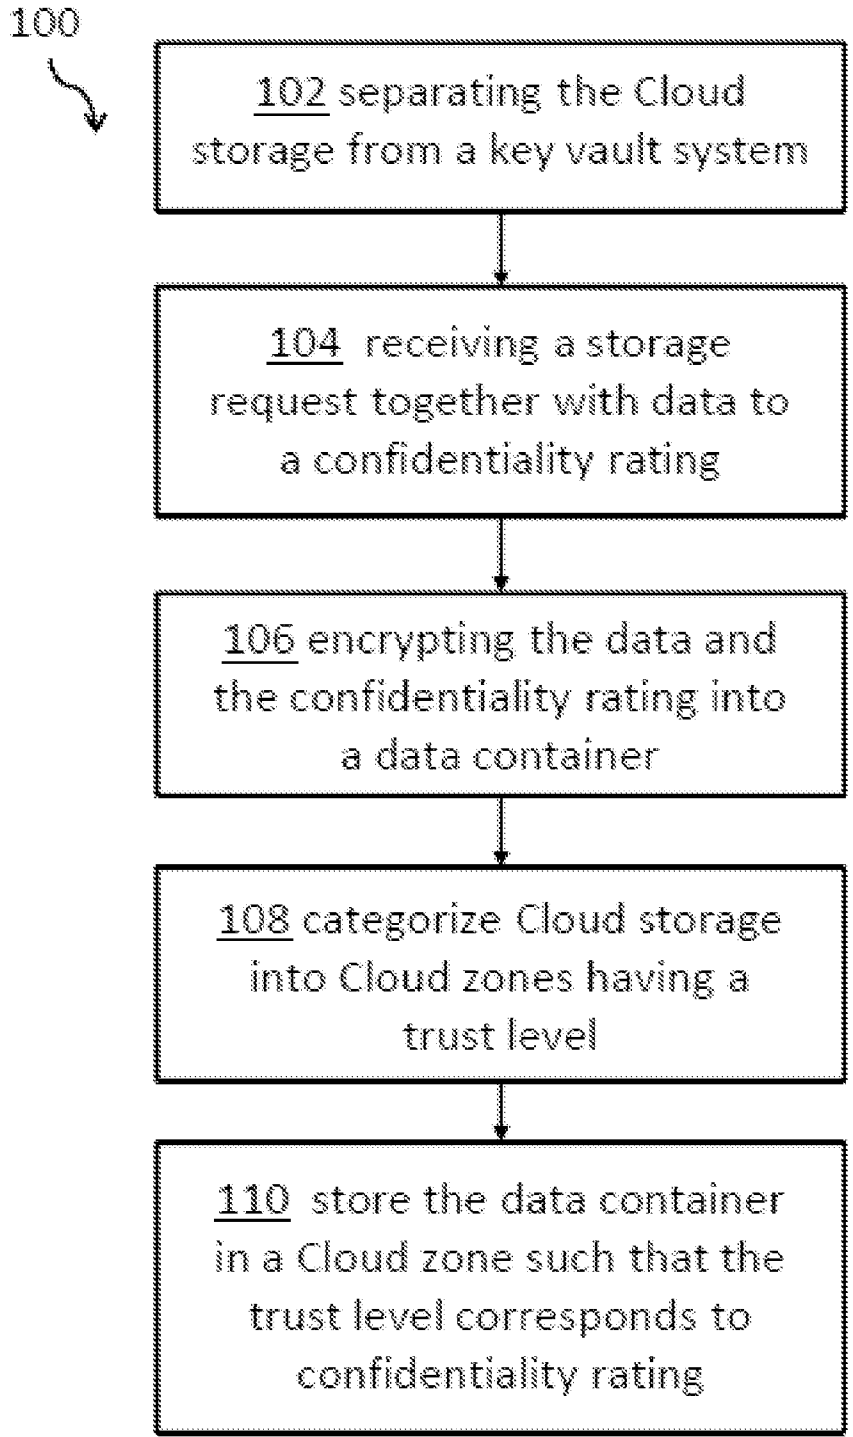 100
102 separating the Cloud
storage from a key vault system
104 receiving a storage
request together with data to
a confidentiality rating
106 encrypting the data and
the confidentiality rating into
a data container
108 categorize Cloud storage
into Cloud zones having a
trust level
110 store the data container
in a Cloud zone such that the
trust level corresponds to
confidentiality rating